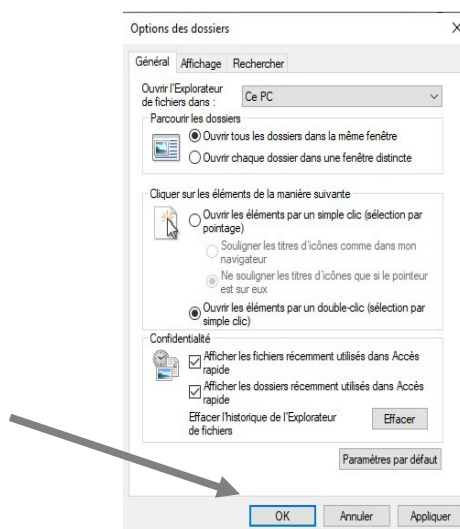 Options des dossiers
Général Affichage Rechercher
Ouvrir l'Explorateur
de fichiers dans :
Ce PC
Parcourir les dossiers
Ouvrir tous les dossiers dans la même fenêtre
Ouvrir chaque dossier dans une fenêtre distincte
Cliquer sur les éléments de la manière suivante
Ouvrir les éléments par un simple clic (sélection par
pointage)
Souligner les titres d'icônes comme dans mon
navigateur
Ne souligner les titres d'icônes que si le pointeur
est sur eux
Ouvrir les éléments par un double-clic (sélection par
simple clic)
Confidentialité
Afficher les fichiers récemment utilisés dans Accès
rapide
Afficher les dossiers récemment utilisés dans Accès
rapide
Effacer l'historique de l'Explorateur
de fichiers
Effacer
Paramètres par défaut
OK Annuler Appliquer